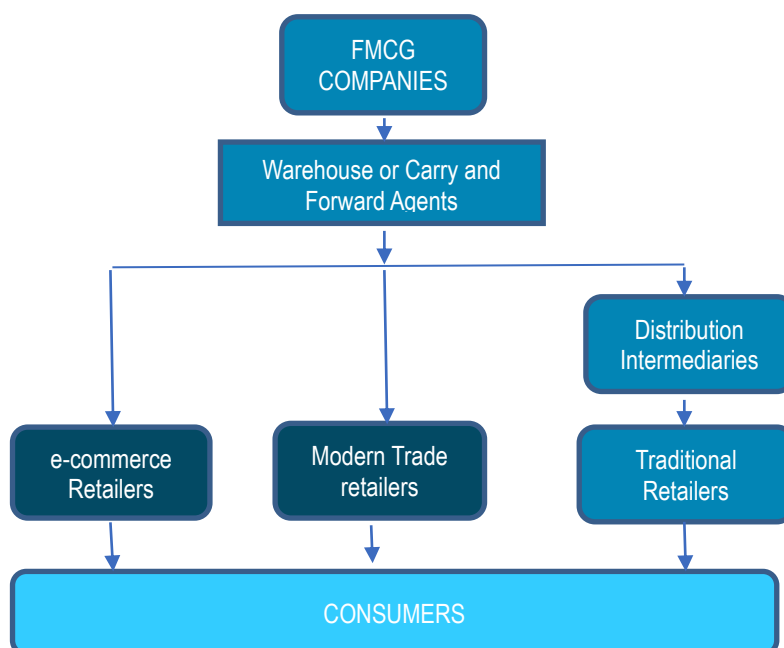 FMCG
COMPANIES
Warehouse or Carry and
Forward Agents
Distribution
Intermediaries
e-commerce
Retailers
Modern Trade
retailers
Traditional
Retailers
CONSUMERS